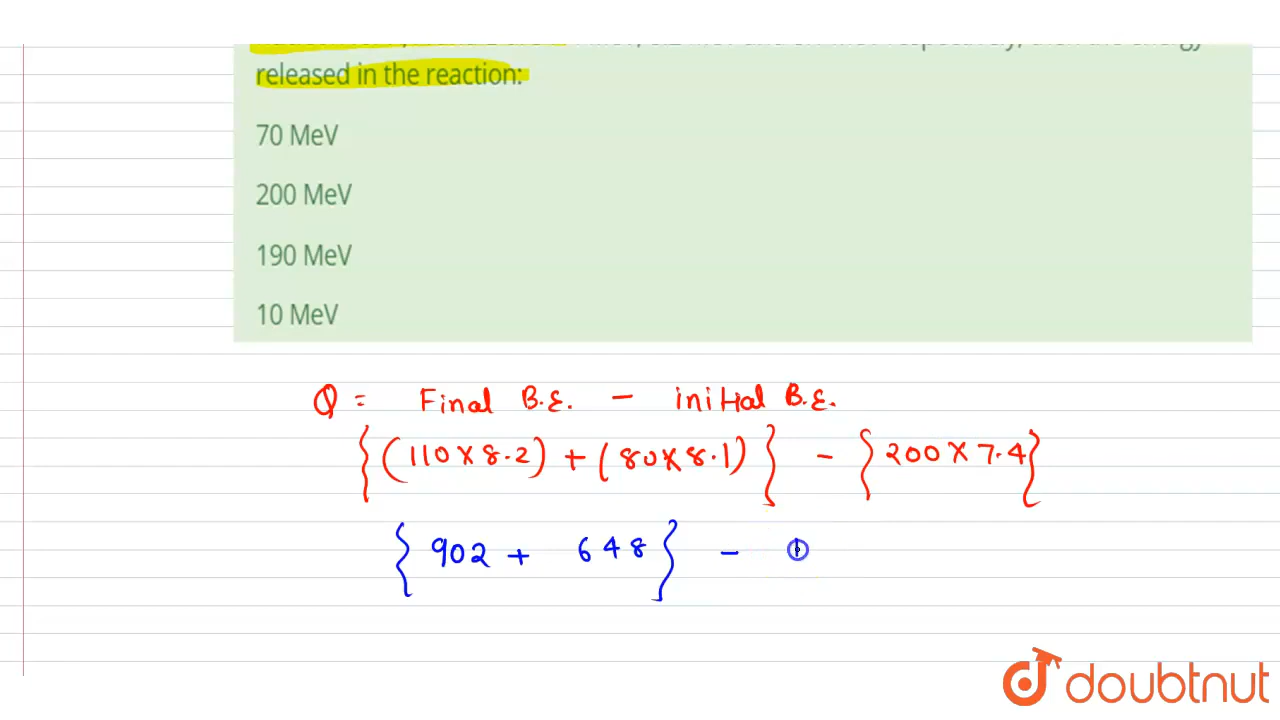 released in the reaction:
70 MeV
200 MeV
190 MeV
10 MeV
Q = Final B.E. - initial B.E.
{(110 x 8.2) + (80 x 8.1)} - {200 x 7.4}
{902 + 648} - 1
doubtnut